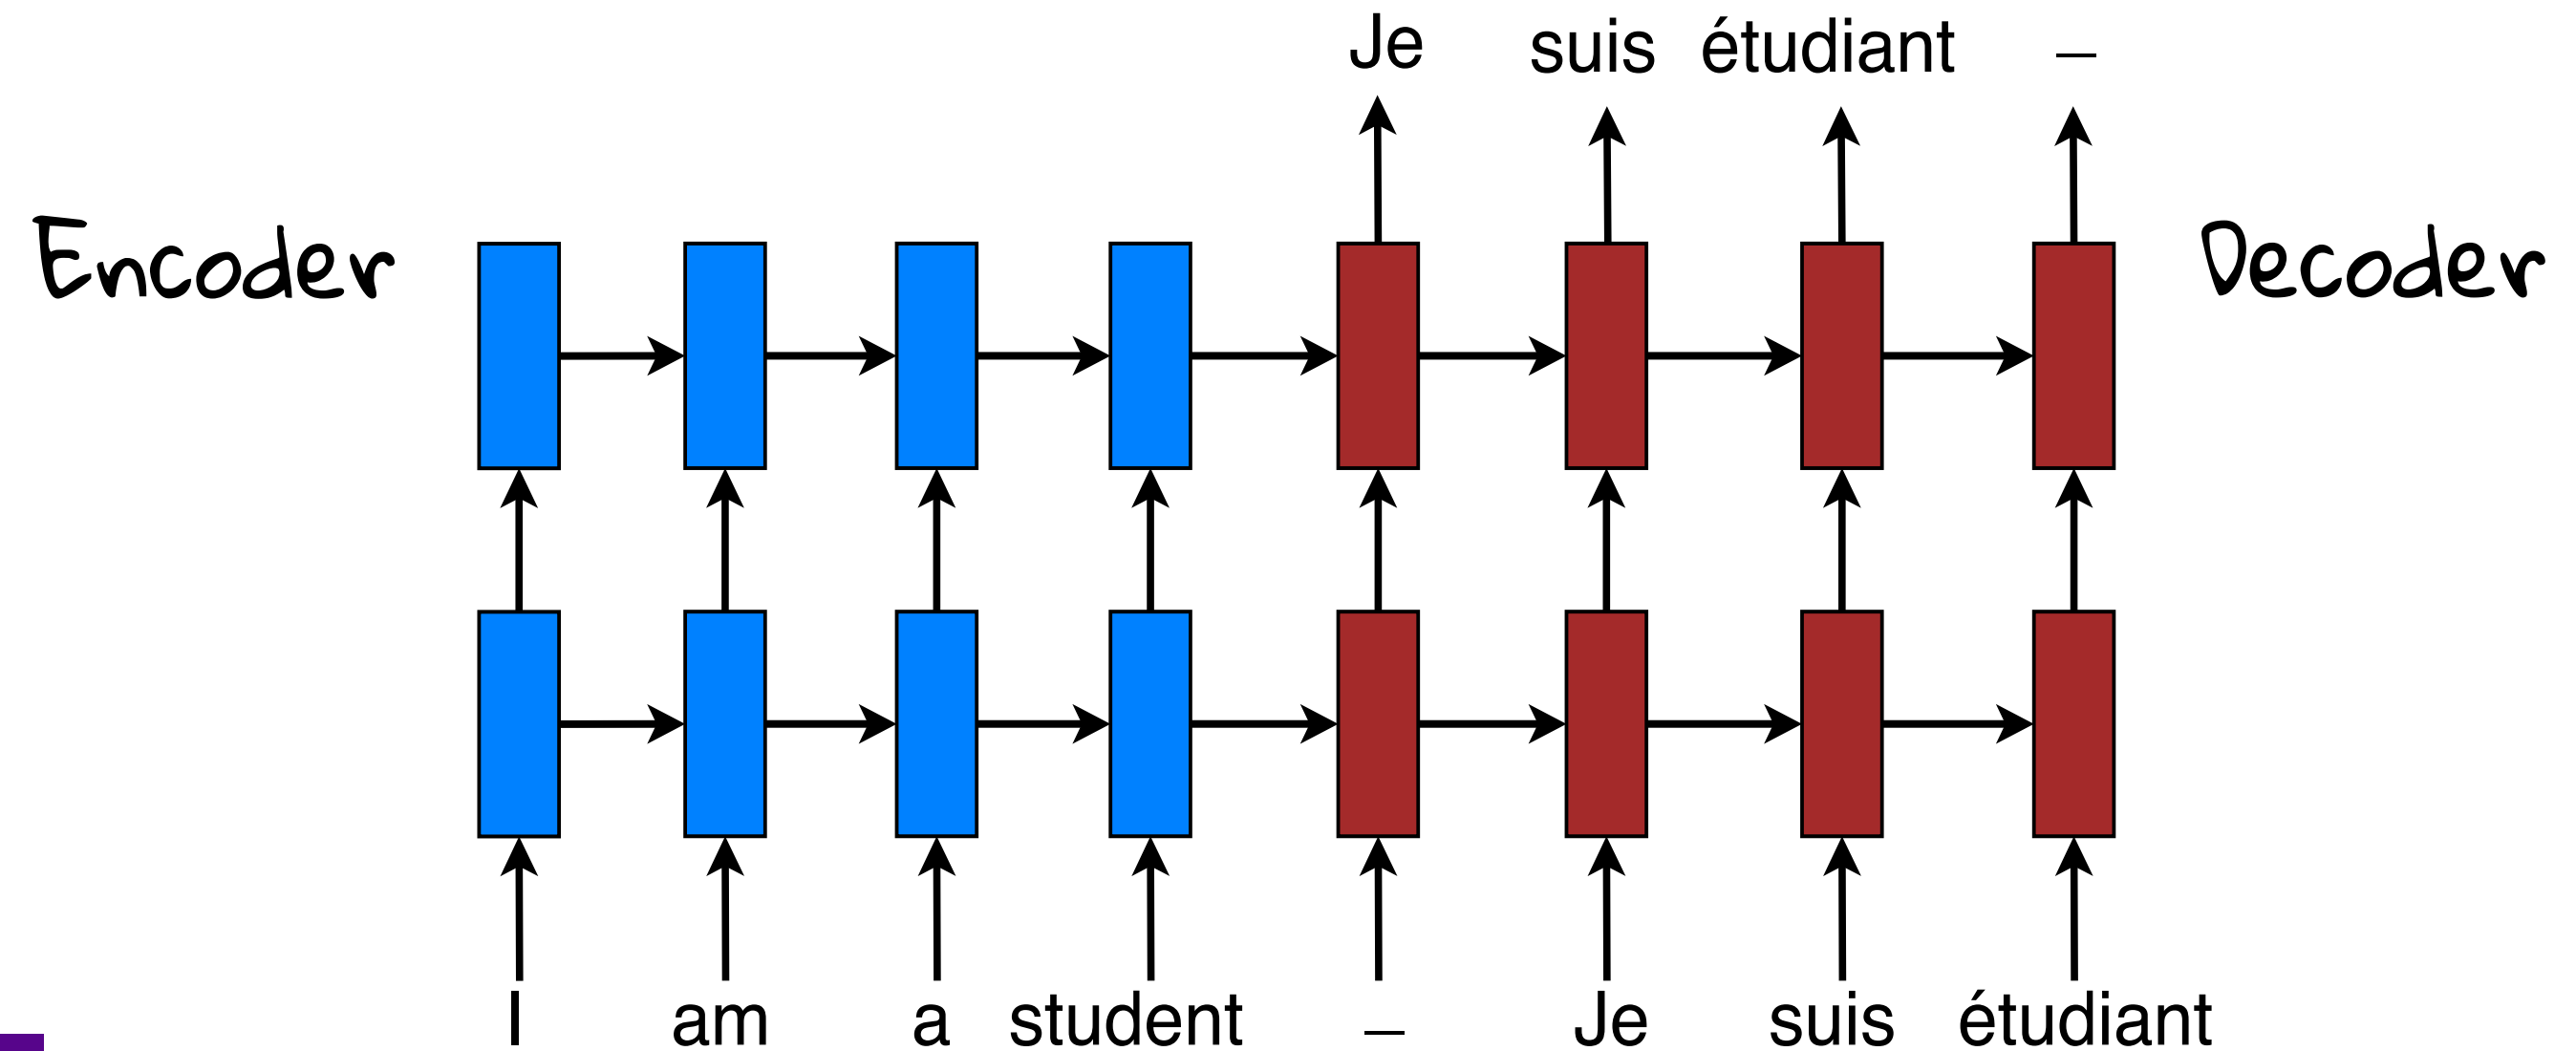 Je suis étudiant _
Encoder Decoder
I am a student _ Je suis étudiant